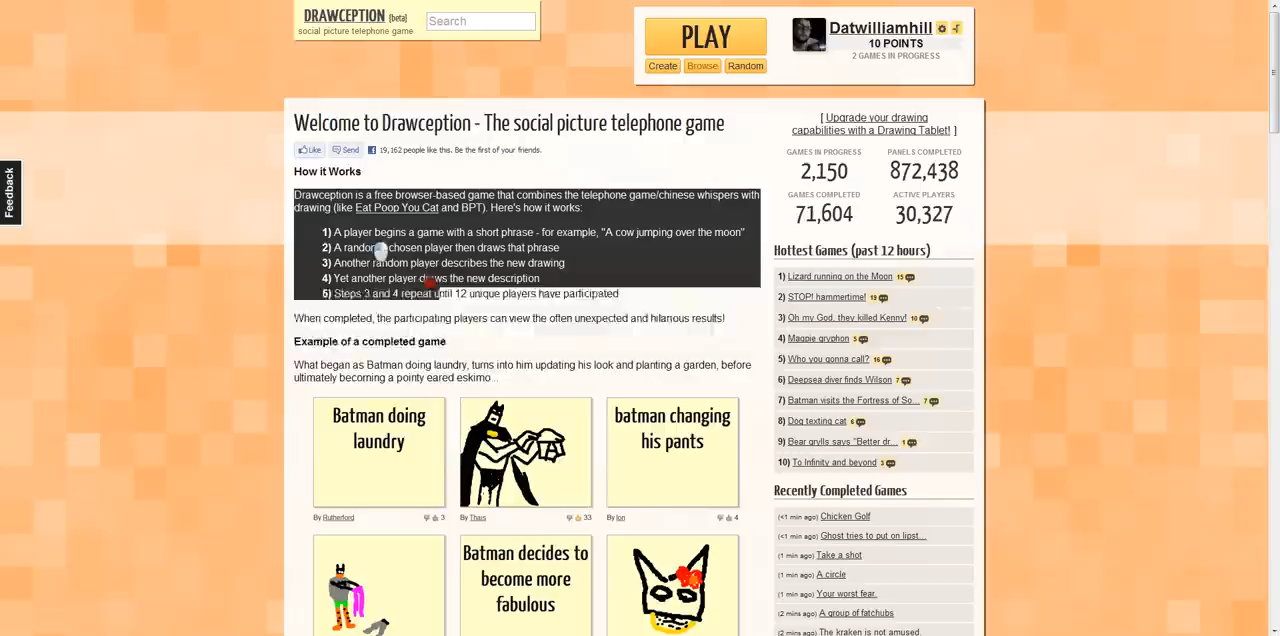 DRAWCEPTION [beta]
social picture telephone game
Search
PLAY
Create Browse Random
Datwilliamhill
10 POINTS
2 GAMES IN PROGRESS
Feedback
Welcome to Drawception - The social picture telephone game
Like Send 19,162 people like this. Be the first of your friends.
How it Works
Drawception is a free browser-based game that combines the telephone game/chinese whispers with
drawing (like Eat Poop You Cat and BPT). Here's how it works:
1) A player begins a game with a short phrase - for example, "A cow jumping over the moon"
2) A random chosen player then draws that phrase
3) Another random player describes the new drawing
4) Yet another player draws the new description
5) Steps 3 and 4 repeat until 12 unique players have participated
When completed, the participating players can view the often unexpected and hilarious results!
Example of a completed game
What began as Batman doing laundry, turns into him updating his look and planting a garden, before
ultimately becoming a pointy eared eskimo...
Batman doing
laundry
batman changing
his pants
By Rutherford 3
By Thais 33
By Ion 4
Batman decides to
become more
fabulous
[ Upgrade your drawing
capabilities with a Drawing Tablet! ]
GAMES IN PROGRESS PANELS COMPLETED
2,150 872,438
GAMES COMPLETED ACTIVE PLAYERS
71,604 30,327
Hottest Games (past 12 hours)
1) Lizard running on the Moon 15
2) STOP! hammertime! 19
3) Oh my God, they killed Kenny! 10
4) Magpie gryphon 5
5) Who you gonna call? 16
6) Deepsea diver finds Wilson 7
7) Batman visits the Fortress of So... 7
8) Dog texting cat 6
9) Bear grylls says "Better dr... 1
10) To Infinity and beyond 3
Recently Completed Games
(<1 min ago) Chicken Golf
(<1 min ago) Ghost tries to put on lipst...
(1 min ago) Take a shot
(1 min ago) A circle
(1 min ago) Your worst fear.
(2 mins ago) A group of fatchubs
(2 mins ago) The kraken is not amused.